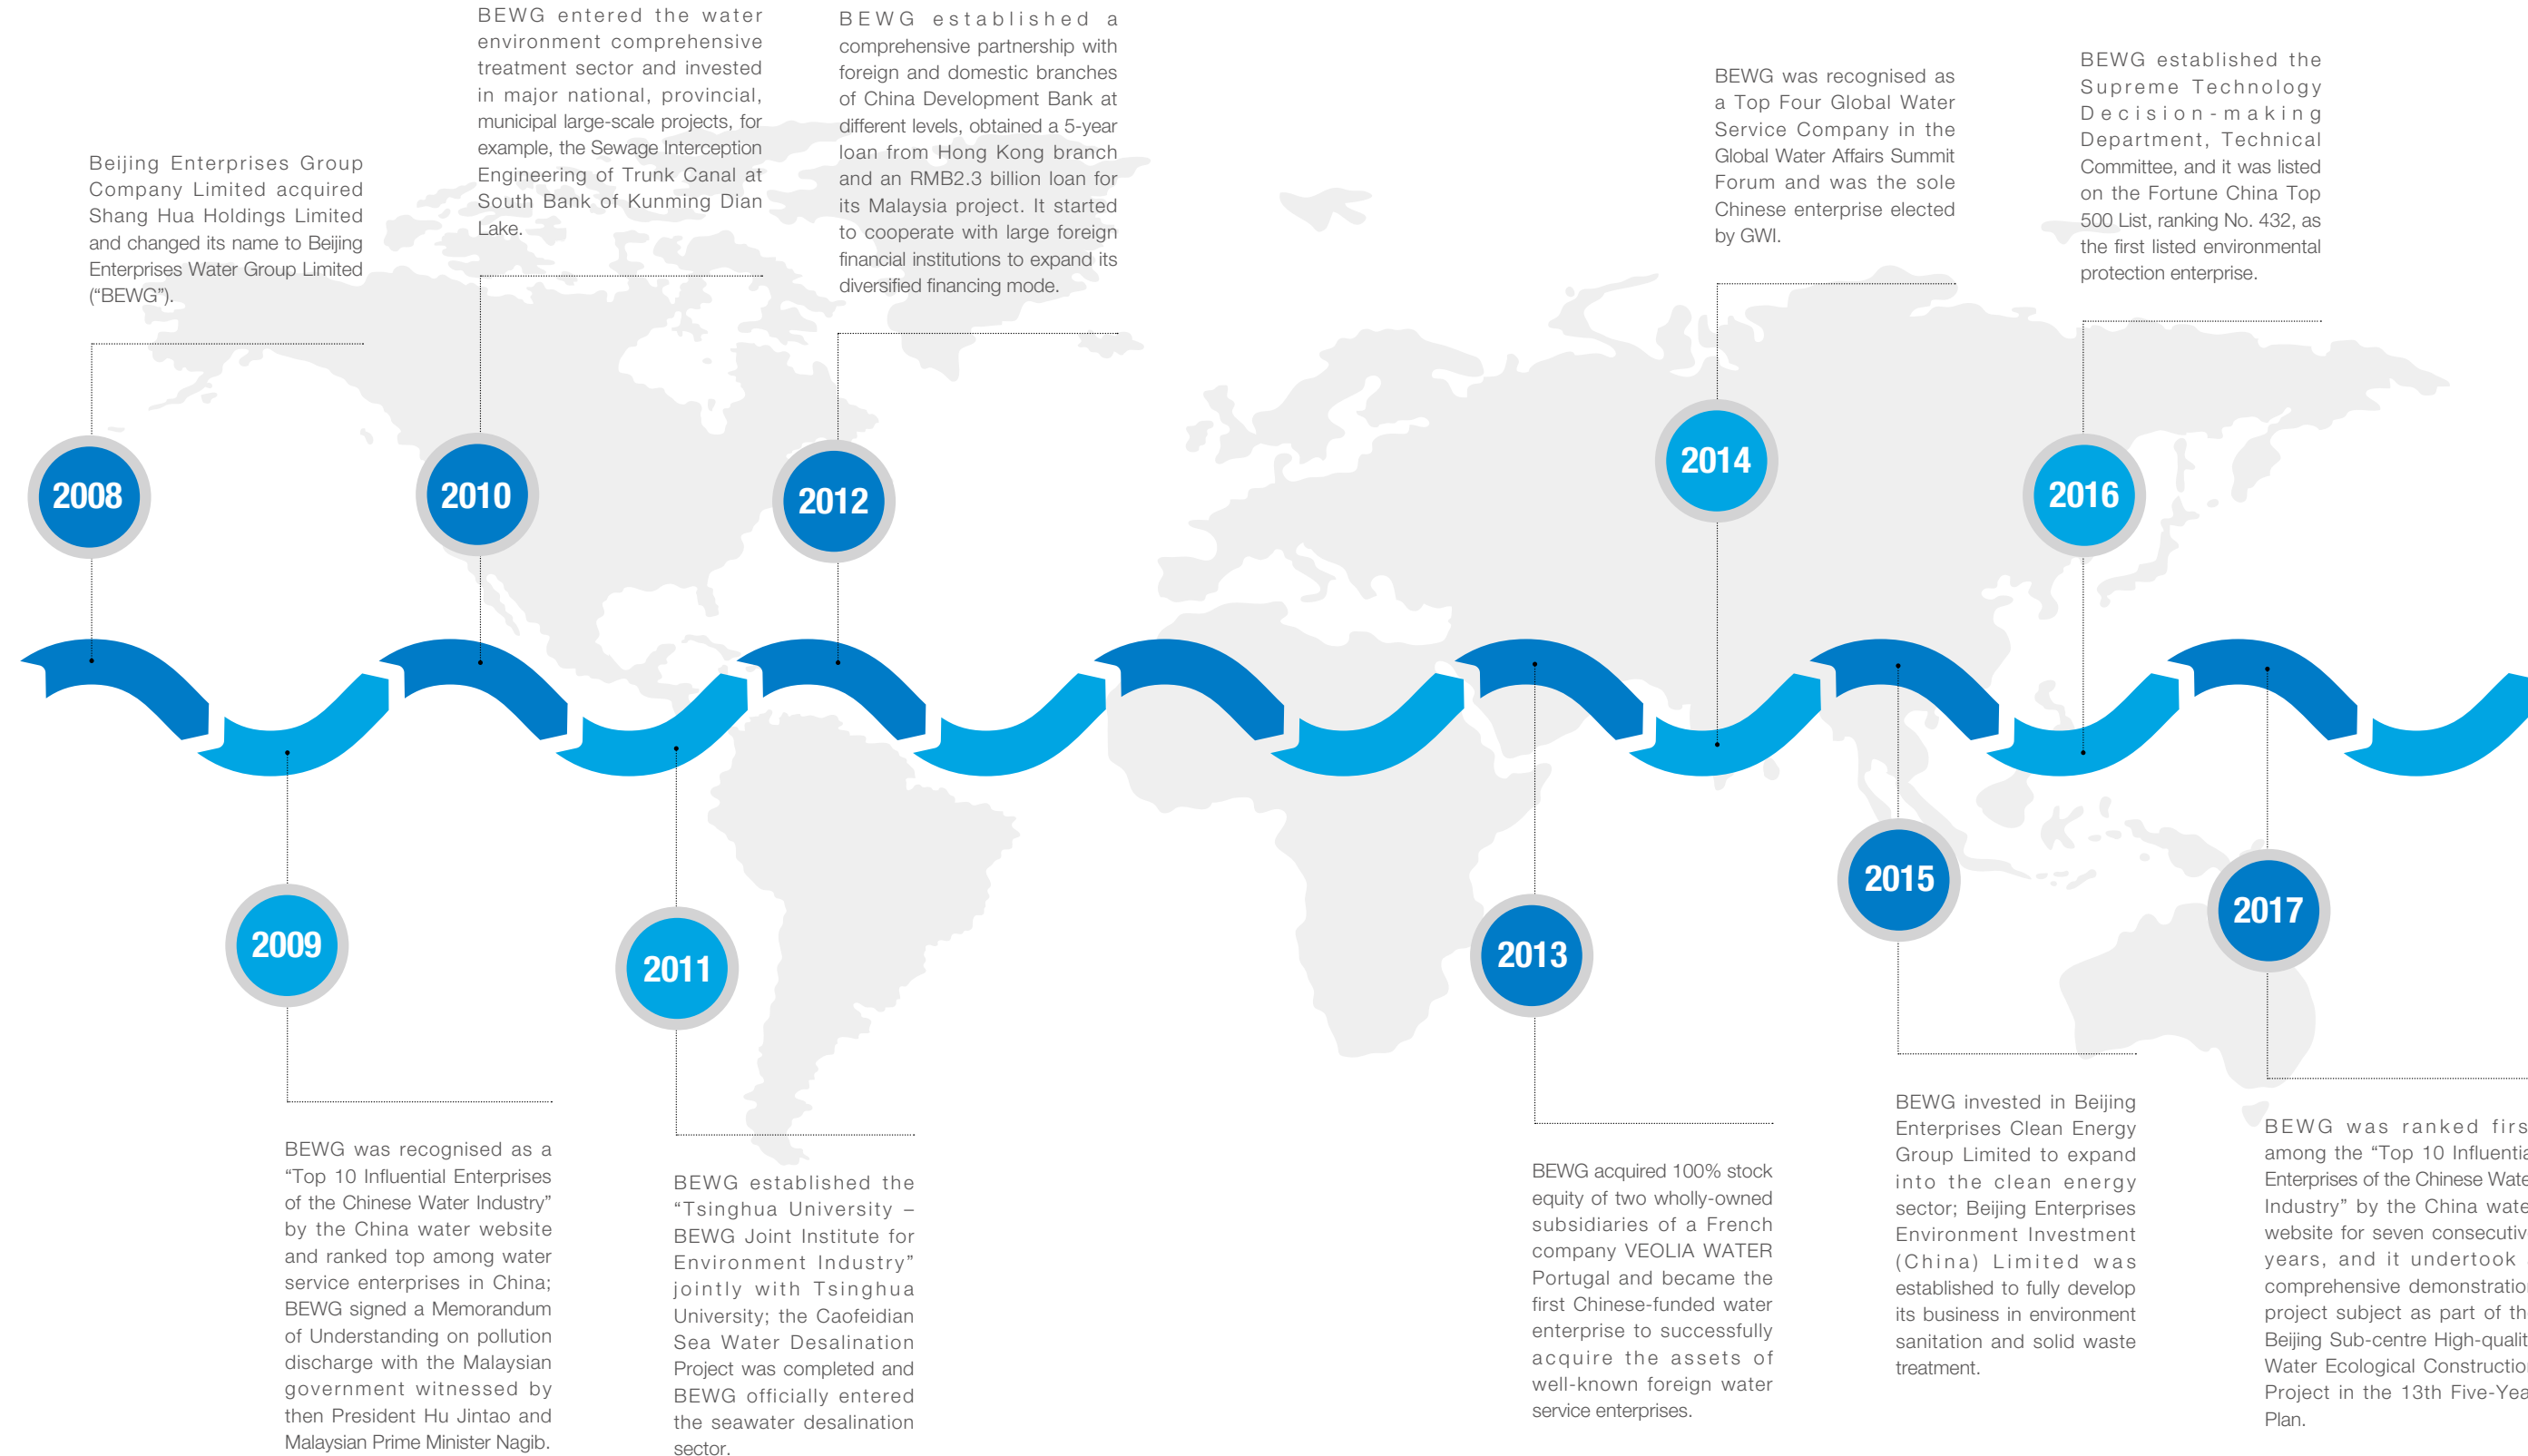 Beijing Enterprises Group
Company Limited acquired
Shang Hua Holdings Limited
and changed its name to Beijing
Enterprises Water Group Limited
(“BEWG”).
2008
BEWG was recognised as a
“Top 10 Influential Enterprises
of the Chinese Water Industry”
by the China water website
and ranked top among water
service enterprises in China;
BEWG signed a Memorandum
of Understanding on pollution
discharge with the Malaysian
government witnessed by
then President Hu Jintao and
Malaysian Prime Minister Nagib.
2009
BEWG entered the water
environment comprehensive
treatment sector and invested
in major national, provincial,
municipal large-scale projects, for
example, the Sewage Interception
Engineering of Trunk Canal at
South Bank of Kunming Dian
Lake.
2010
BEWG established the
“Tsinghua University –
BEWG Joint Institute for
Environment Industry”
jointly with Tsinghua
University; the Caofeidian
Sea Water Desalination
Project was completed and
BEWG officially entered
the seawater desalination
sector.
2011
BEWG established a
comprehensive partnership with
foreign and domestic branches
of China Development Bank at
different levels, obtained a 5-year
loan from Hong Kong branch
and an RMB2.3 billion loan for
its Malaysia project. It started
to cooperate with large foreign
financial institutions to expand its
diversified financing mode.
2012
BEWG acquired 100% stock
equity of two wholly-owned
subsidiaries of a French
company VEOLIA WATER
Portugal and became the
first Chinese-funded water
enterprise to successfully
acquire the assets of
well-known foreign water
service enterprises.
2013
BEWG was recognised as
a Top Four Global Water
Service Company in the
Global Water Affairs Summit
Forum and was the sole
Chinese enterprise elected
by GWI.
2014
BEWG invested in Beijing
Enterprises Clean Energy
Group Limited to expand
into the clean energy
sector; Beijing Enterprises
Environment Investment
(China) Limited was
established to fully develop
its business in environment
sanitation and solid waste
treatment.
2015
BEWG established the
Supreme Technology
Decision-making
Department, Technical
Committee, and it was listed
on the Fortune China Top
500 List, ranking No. 432, as
the first listed environmental
protection enterprise.
2016
BEWG was ranked firs
among the “Top 10 Influentia
Enterprises of the Chinese Wate
Industry” by the China wate
website for seven consecutiv
years, and it undertook
comprehensive demonstration
project subject as part of th
Beijing Sub-centre High-qualit
Water Ecological Construction
Project in the 13th Five-Yea
Plan.
2017